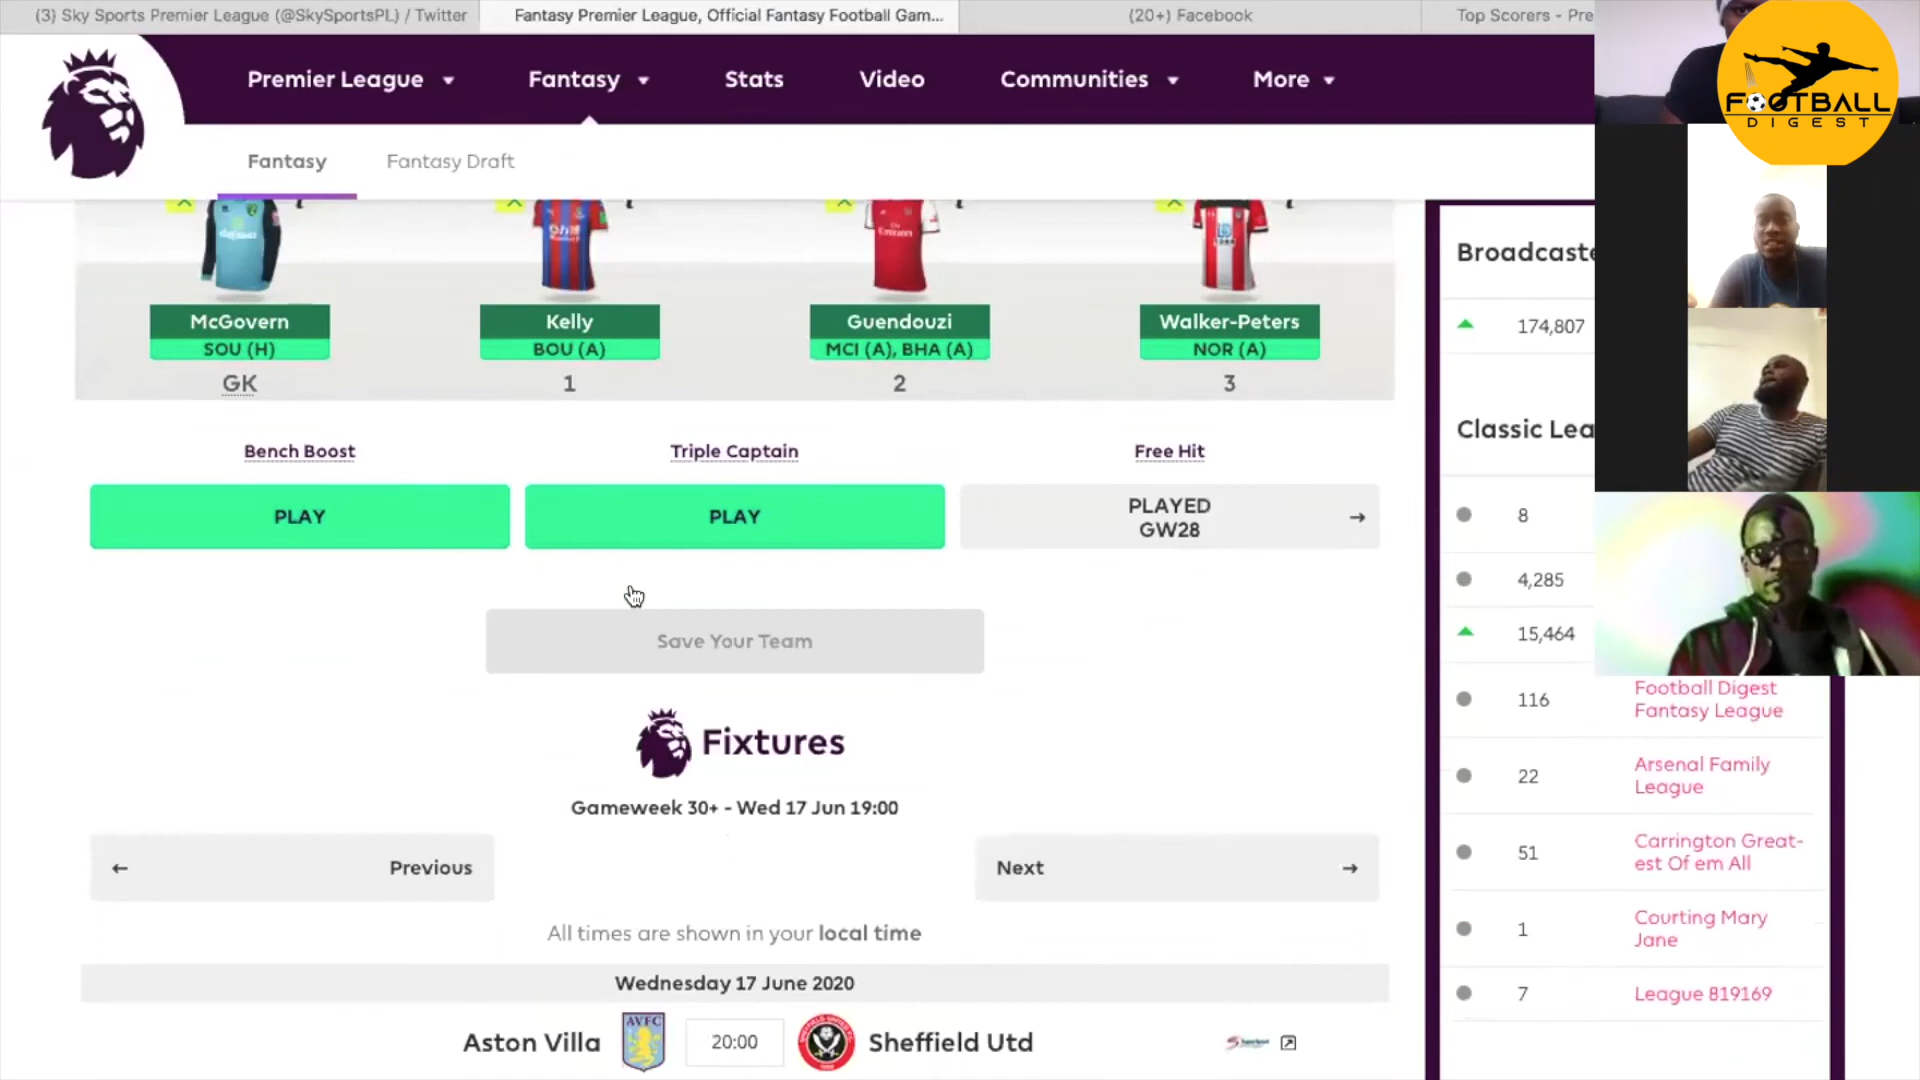 (3) Sky Sports Premier League (@SkySportsPL) / Twitter
Fantasy Premier League, Official Fantasy Football Gam...
(20+) Facebook
Top Scorers - Pre
Premier League
Fantasy
Stats
Video
Communities
More
FOOTBALL
DIGEST
Fantasy
Fantasy Draft
McGovern
SOU (H)
GK
Kelly
BOU (A)
1
Guendouzi
MCI (A), BHA (A)
2
Walker-Peters
NOR (A)
3
Bench Boost
PLAY
Triple Captain
PLAY
Free Hit
PLAYED
GW28
Save Your Team
Fixtures
Gameweek 30+ - Wed 17 Jun 19:00
Previous
Next
All times are shown in your local time
Wednesday 17 June 2020
Aston Villa
AVFC
20:00
Sheffield Utd
Broadcaste
174,807
Classic Lea
8
4,285
15,464
116
Football Digest
Fantasy League
22
Arsenal Family
League
51
Carrington Great-
est Of em All
1
Courting Mary
Jane
7
League 819169